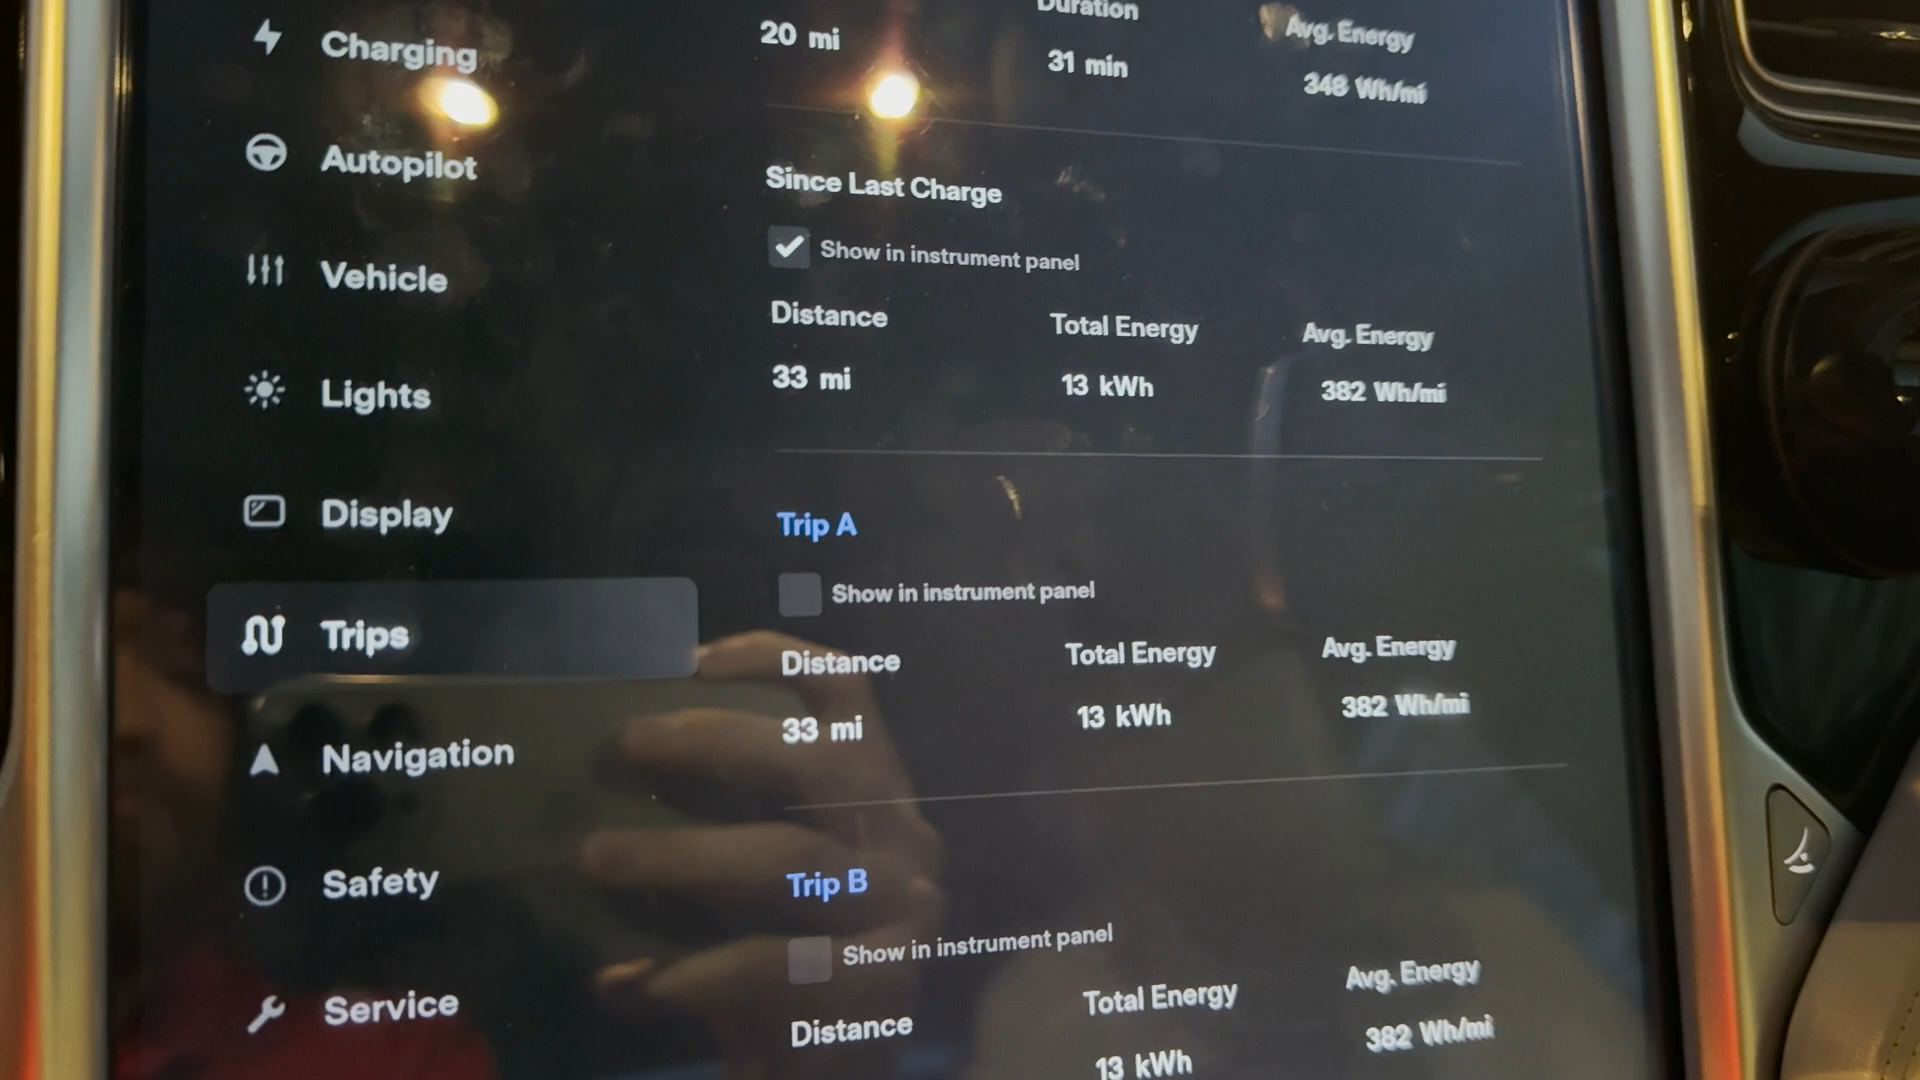 Charging
Autopilot
Vehicle
Lights
Display
Trips
Navigation
Safety
Service
Duration
Avg. Energy
20 mi
31 min
348 Wh/mi
Since Last Charge
Show in instrument panel
Distance
Total Energy
Avg. Energy
33 mi
13 kWh
382 Wh/mi
Trip A
Show in instrument panel
Distance
Total Energy
Avg. Energy
33 mi
13 kWh
382 Wh/mi
Trip B
Show in instrument panel
Distance
Total Energy
Avg. Energy
13 kWh
382 Wh/mi